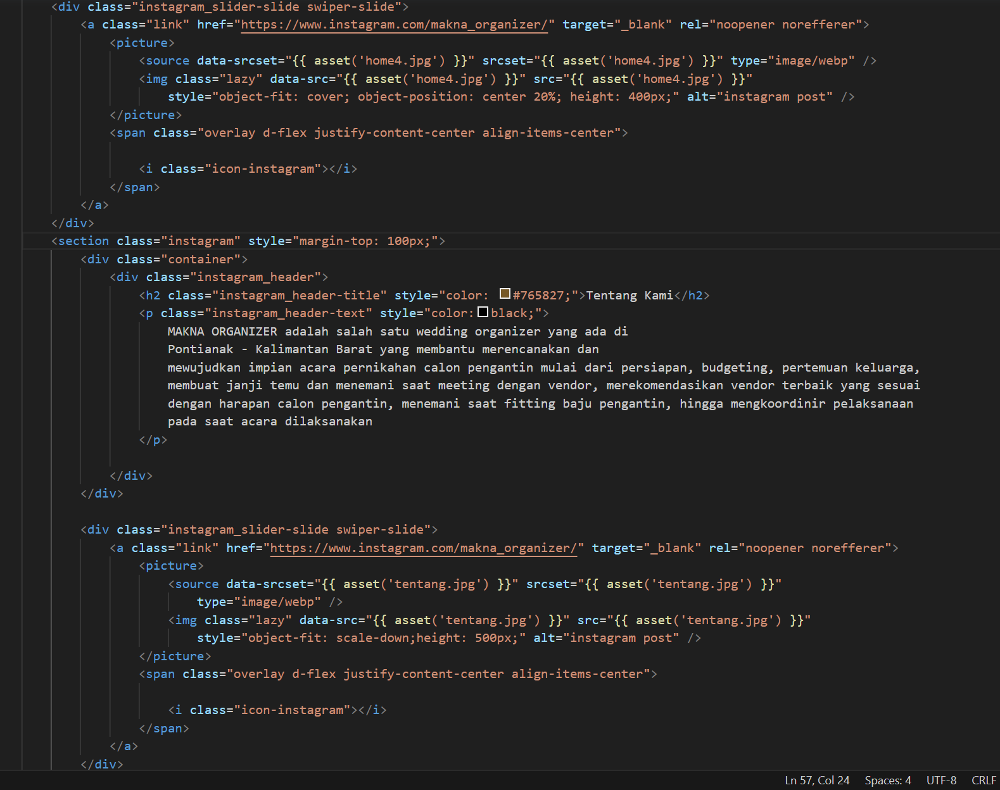 <div class="instagram_slider-slide swiper-slide">
<a class="link" href="https://www.instagram.com/makna_organizer/" target="_blank" rel="noopener norefferer">
<picture>
<source data-srcset="{{ asset('home4.jpg') }}" srcset="{{ asset('home4.jpg') }}" type="image/webp" />
<img class="lazy" data-src="{{ asset('home4.jpg') }}" src="{{ asset('home4.jpg') }}"
style="object-fit: cover; object-position: center 20%; height: 400px;" alt="instagram post" />
</picture>
<span class="overlay d-flex justify-content-center align-items-center">
<i class="icon-instagram"></i>
</span>
</a>
</div>
<section class="instagram" style="margin-top: 100px;">
<div class="container">
<div class="instagram_header">
<h2 class="instagram_header-title" style="color: #765827;">Tentang Kami</h2>
<p class="instagram_header-text" style="color:black;">
MAKNA ORGANIZER adalah salah satu wedding organizer yang ada di
Pontianak - Kalimantan Barat yang membantu merencanakan dan
mewujudkan impian acara pernikahan calon pengantin mulai dari persiapan, budgeting, pertemuan keluarga,
membuat janji temu dan menemani saat meeting dengan vendor, merekomendasikan vendor terbaik yang sesuai
dengan harapan calon pengantin, menemani saat fitting baju pengantin, hingga mengkoordinir pelaksanaan
pada saat acara dilaksanakan
</p>
</div>
</div>
<div class="instagram_slider-slide swiper-slide">
<a class="link" href="https://www.instagram.com/makna_organizer/" target="_blank" rel="noopener norefferer">
<picture>
<source data-srcset="{{ asset('tentang.jpg') }}" srcset="{{ asset('tentang.jpg') }}"
type="image/webp" />
<img class="lazy" data-src="{{ asset('tentang.jpg') }}" src="{{ asset('tentang.jpg') }}"
style="object-fit: scale-down;height: 500px;" alt="instagram post" />
</picture>
<span class="overlay d-flex justify-content-center align-items-center">
<i class="icon-instagram"></i>
</span>
</a>
</div>
Ln 57, Col 24 Spaces: 4 UTF-8 CRLF